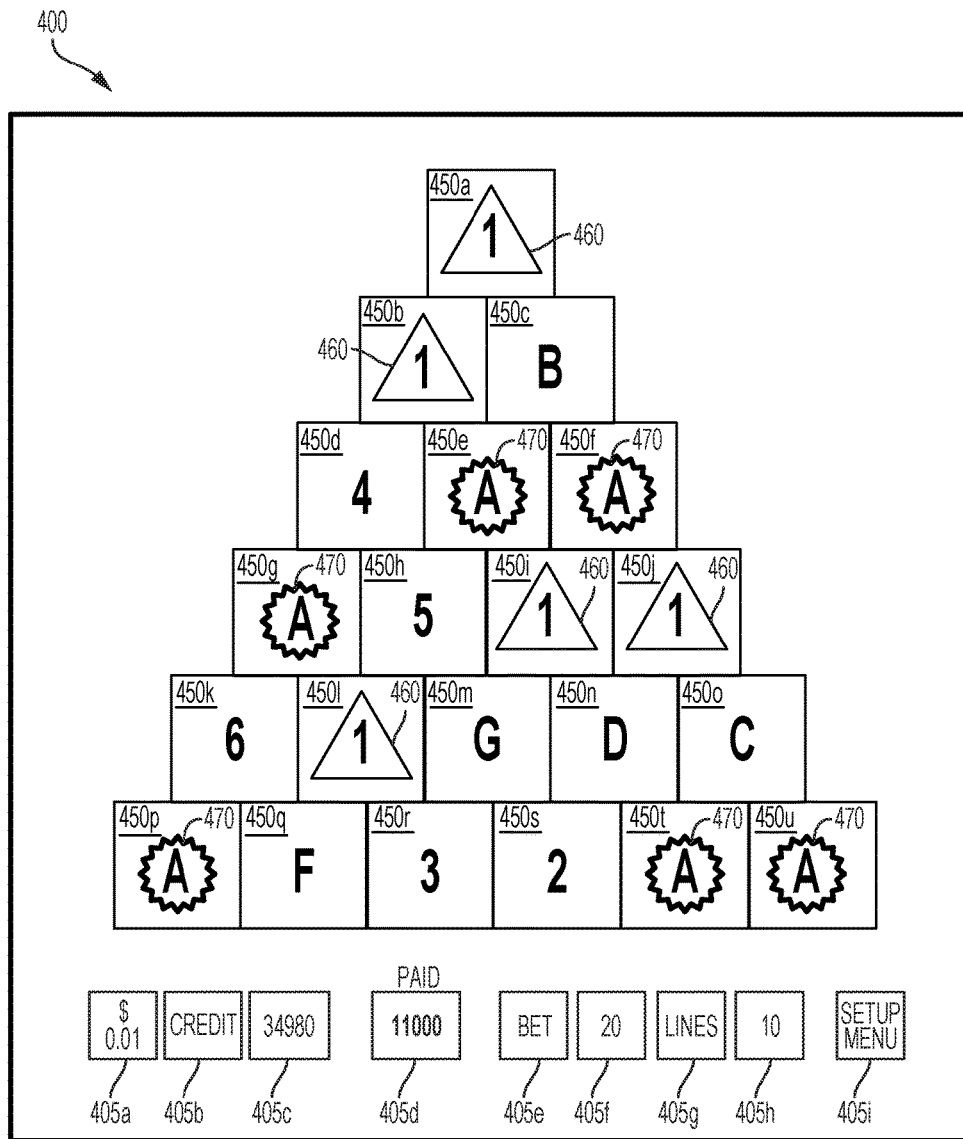 400
450a
1
460
450b 450c
460 1 B
450d 450e 470 450f 470
4 A A
450g 470 450h 450i 460 450j 460
A 5 1 1
450k 450l 460 450m 450n 450o
6 1 G D C
450p 470 450q 450r 450s 450t 470 450u 470
A F 3 2 A A
PAID
$ 0.01 CREDIT 34980 11000 BET 20 LINES 10 SETUP MENU
405a 405b 405c 405d 405e 405f 405g 405h 405i